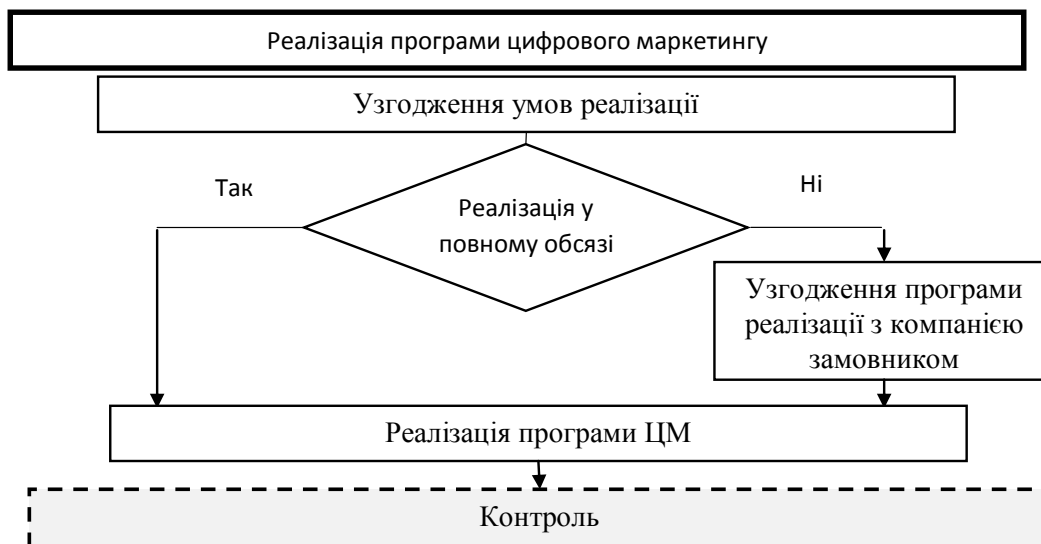 Реалізація програми цифрового маркетингу
Узгодження умов реалізації
Так
Ні
Реалізація у
повному обсязі
Узгодження програми
реалізації з компанією
замовником
Реалізація програми ЦМ
Контроль